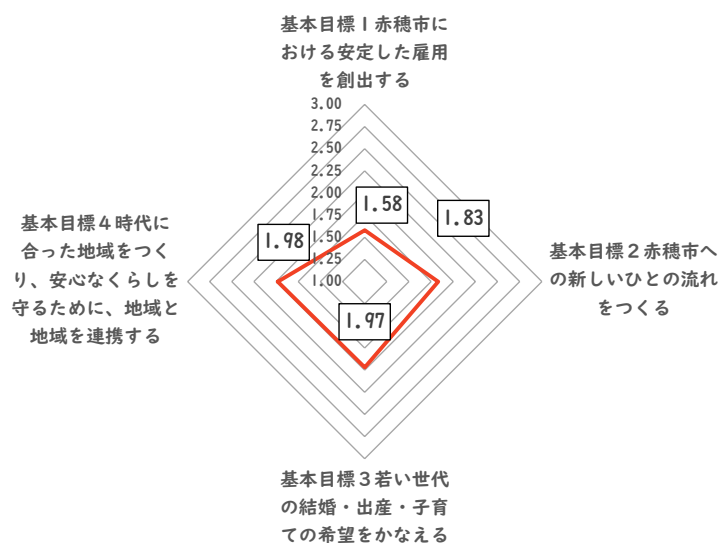 基本目標１赤穂市に
おける安定した雇用
を創出する
3.00
2.75
2.50
2.25
2.00
1.75
1.50
1.25
1.00
1.58
1.83
1.98
1.97
基本目標４時代に
合った地域をつく
り、安心なくらしを
守るために、地域と
地域を連携する
基本目標２赤穂市へ
の新しいひとの流れ
をつくる
基本目標３若い世代
の結婚・出産・子育
ての希望をかなえる